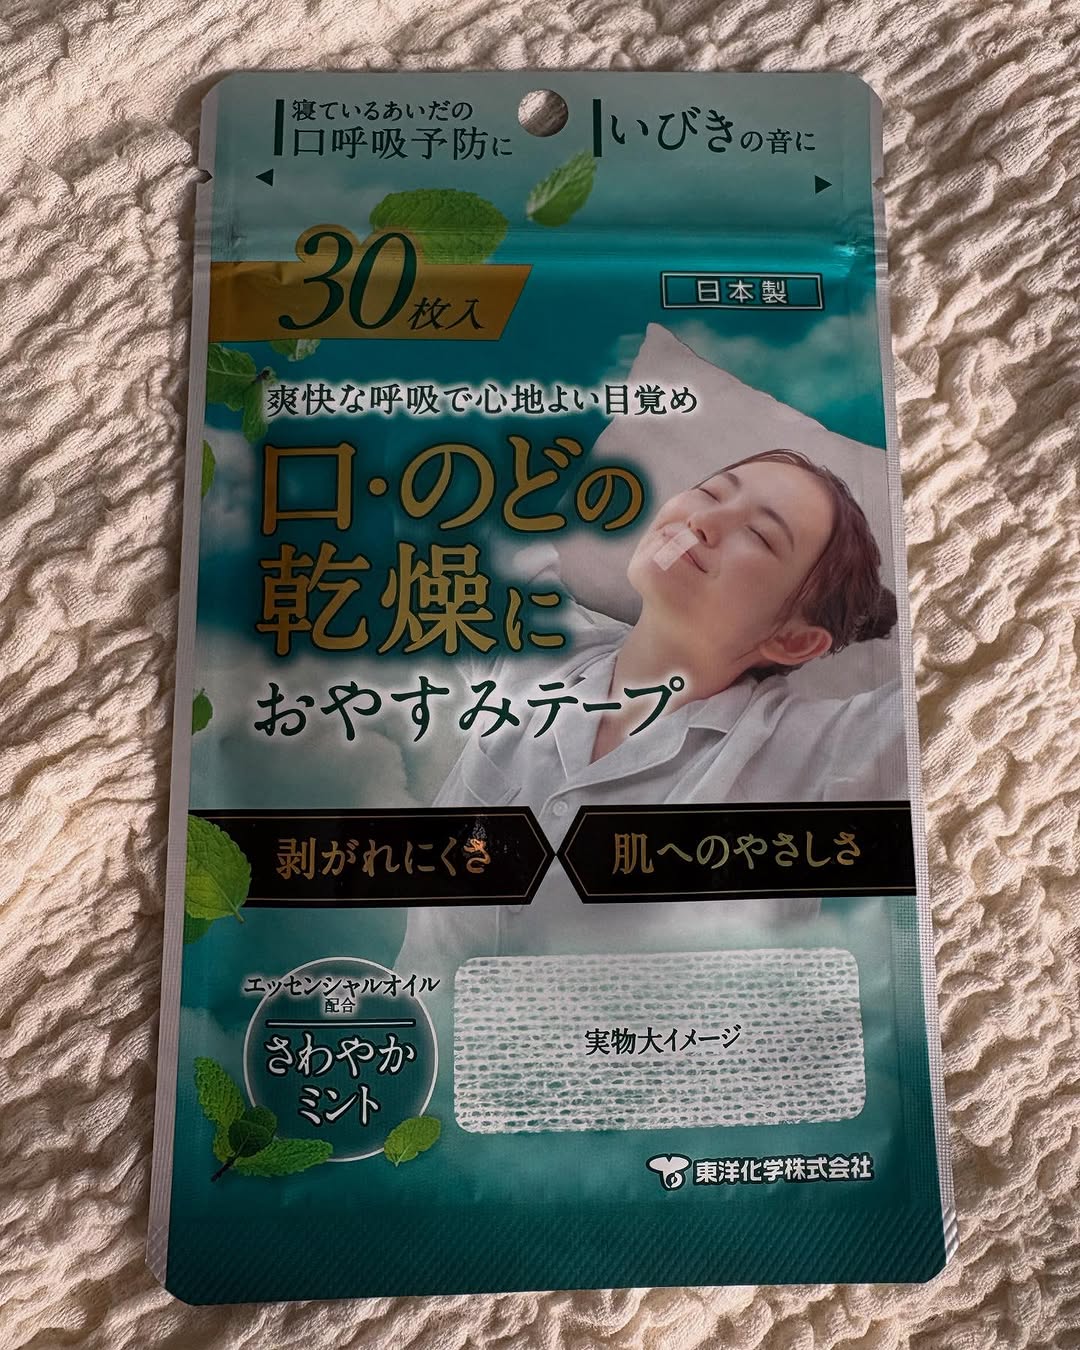 寝ているあいだの
口呼吸予防に
いびきの音に
30枚入
日本製
爽快な呼吸で心地よい目覚め
口・のどの
乾燥に
おやすみテープ
剥がれにくさ
肌へのやさしさ
エッセンシャルオイル
配合
さわやか
ミント
実物大イメージ
東洋化学株式会社